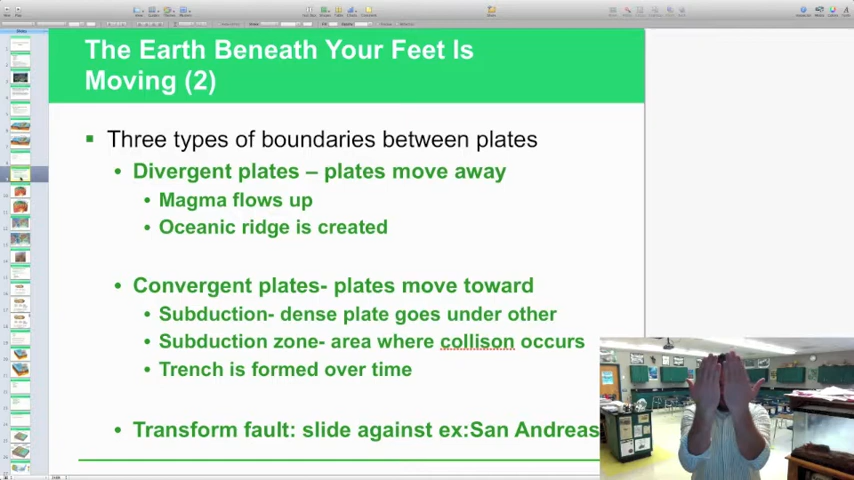 The Earth Beneath Your Feet Is
Moving (2)
Three types of boundaries between plates
Divergent plates – plates move away
Magma flows up
Oceanic ridge is created
Convergent plates- plates move toward
Subduction- dense plate goes under other
Subduction zone- area where collison occurs
Trench is formed over time
Transform fault: slide against ex:San Andreas